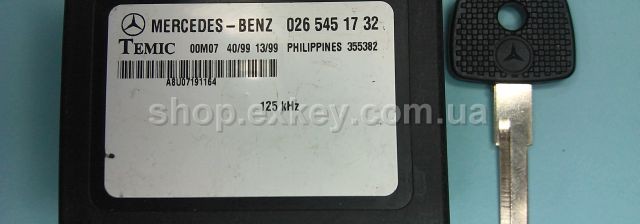 MERCEDES-BENZ 026 545 17 32
TEMIC 00M07 40/99 13/99 PHILIPPINES 355382
A8U07191164
125 kHz
shop.exkey.com.ua